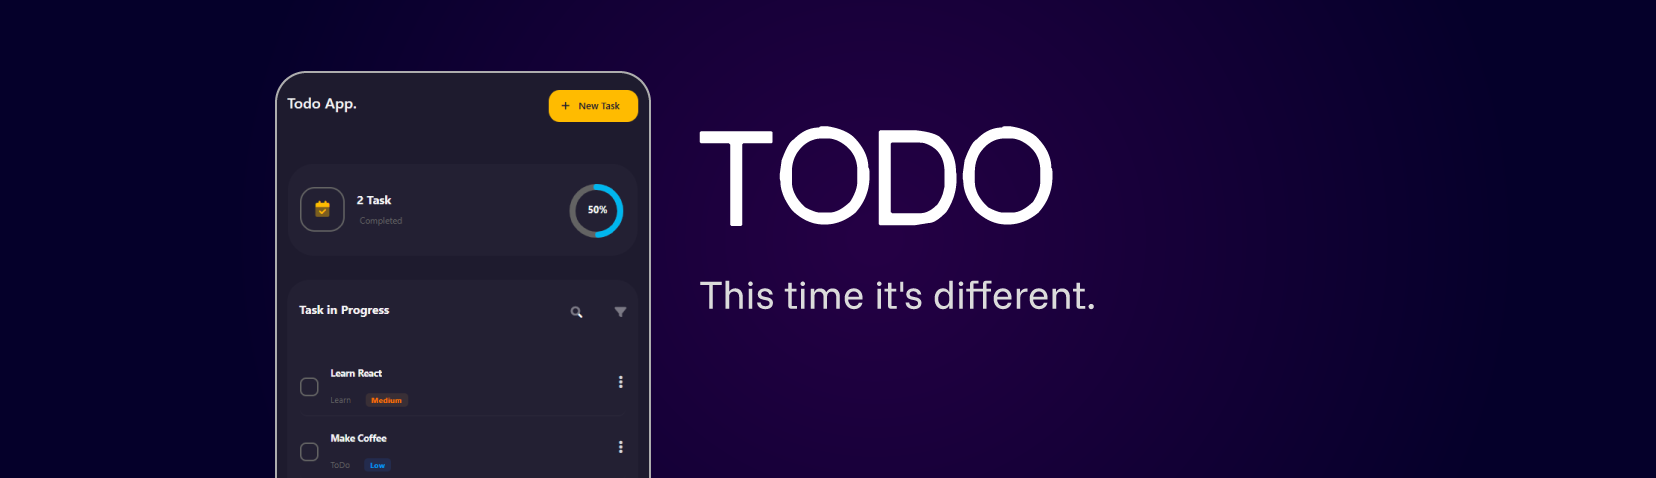 Todo App.
+ New Task
2 Task
Completed
50%
Task in Progress
Learn React
Learn Medium
Make Coffee
ToDo Low
TODO
This time it's different.